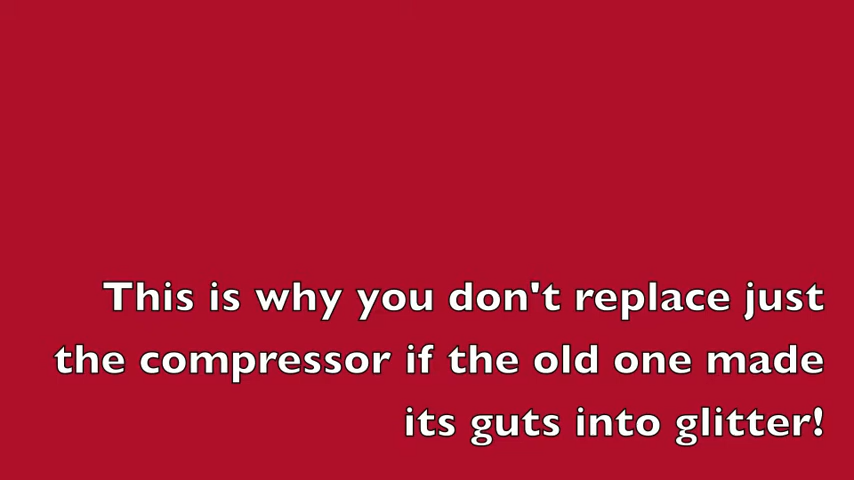 This is why you don't replace just
the compressor if the old one made
its guts into glitter!